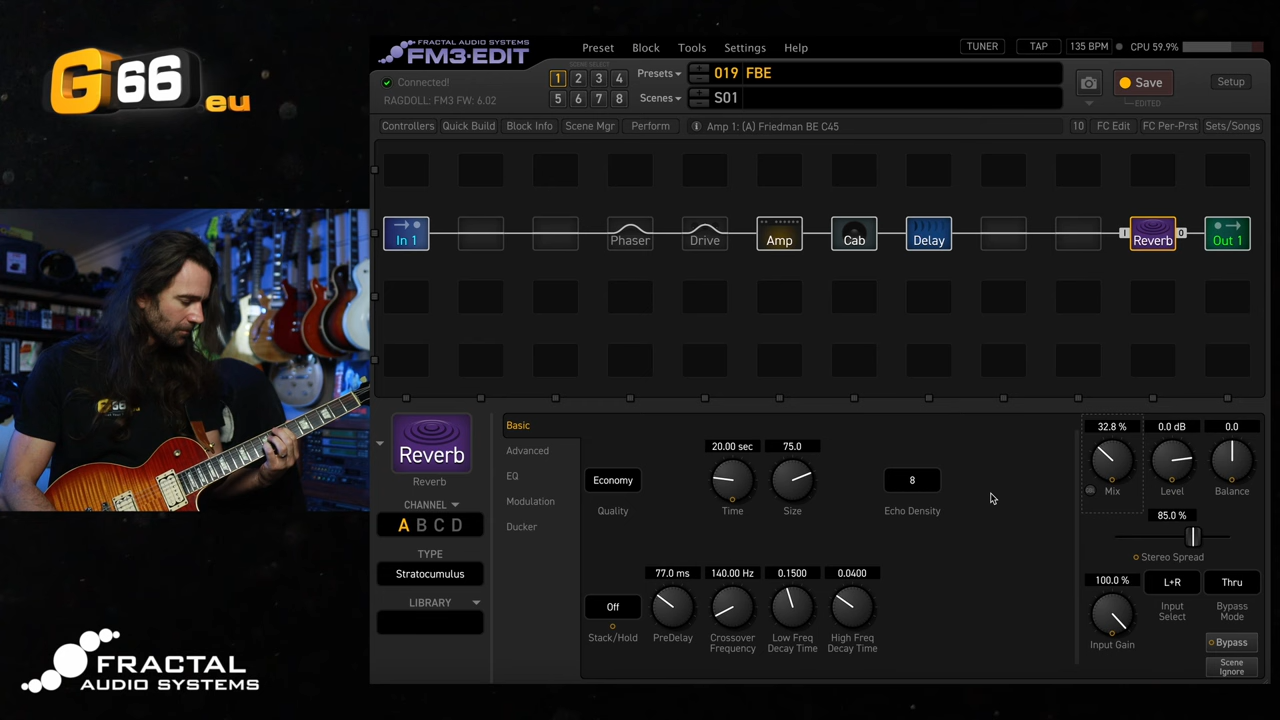 G66.eu
FRACTAL AUDIO SYSTEMS
FM3-EDIT
Preset Block Tools Settings Help
TUNER TAP 135 BPM CPU 59.9%
Connected!
RAGDOLL: FM3 FW: 6.02
SCENE SELECT
1 2 3 4
5 6 7 8
Presets
019 FBE
Scenes
S01
Save
EDITED
Setup
Controllers Quick Build Block Info Scene Mgr Perform
Amp 1: (A) Friedman BE C45
10 FC Edit FC Per-Prst Sets/Songs
In 1 Phaser Drive Amp Cab Delay I Reverb O Out 1
Reverb
Reverb
CHANNEL
A B C D
TYPE
Stratocumulus
LIBRARY
Basic
Advanced
EQ
Modulation
Ducker
20.00 sec 75.0
Economy 8
Quality Time Size Echo Density
77.0 ms 140.00 Hz 0.1500 0.0400
Off
Stack/Hold PreDelay Crossover Frequency Low Freq Decay Time High Freq Decay Time
32.8 % 0.0 dB 0.0
Mix Level Balance
85.0 %
Stereo Spread
100.0 % L+R Thru
Input Gain Input Select Bypass Mode
Bypass
Scene Ignore
G66
FRACTAL
AUDIO SYSTEMS